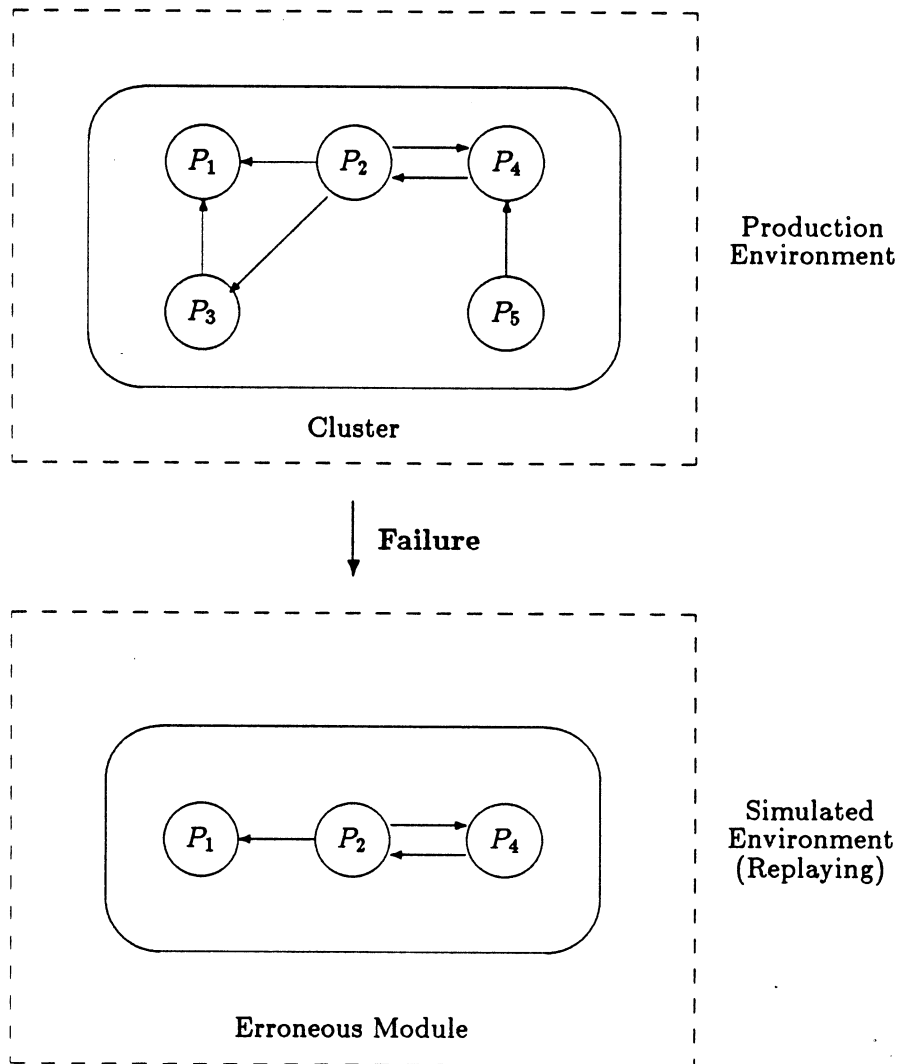 P₁
P₂
P₄
P₃
P₅
Production
Environment
Cluster
Failure
P₁
P₂
P₄
Simulated
Environment
(Replaying)
Erroneous Module